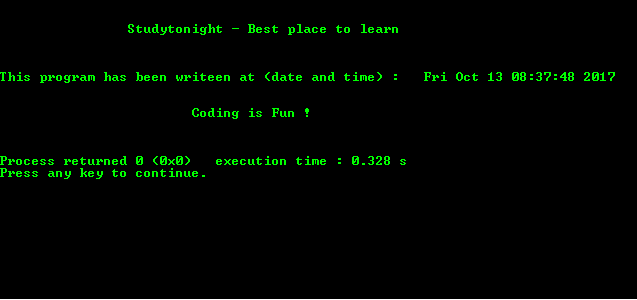 Studytonight - Best place to learn
This program has been writeen at (date and time) : Fri Oct 13 08:37:48 2017
Coding is Fun !
Process returned 0 (0x0) execution time : 0.328 s
Press any key to continue.